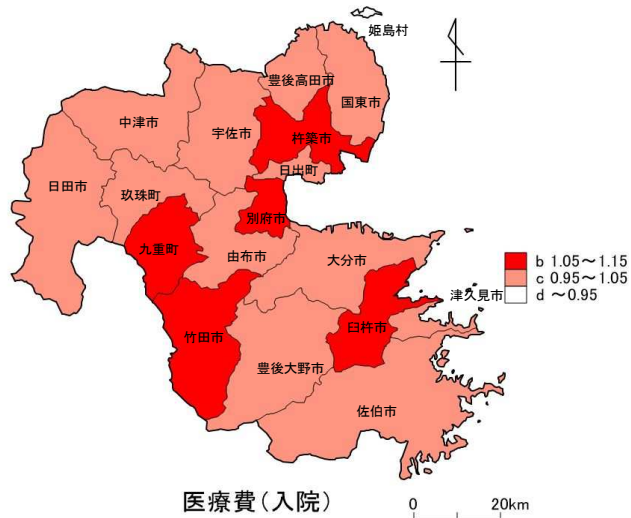 姫島村
豊後高田市
国東市
中津市
宇佐市
杵築市
日出町
日田市
玖珠町
別府市
九重町
由布市
大分市
b 1.05～1.15
c 0.95～1.05
d ～0.95
津久見市
臼杵市
竹田市
豊後大野市
佐伯市
医療費(入院)
0 20km